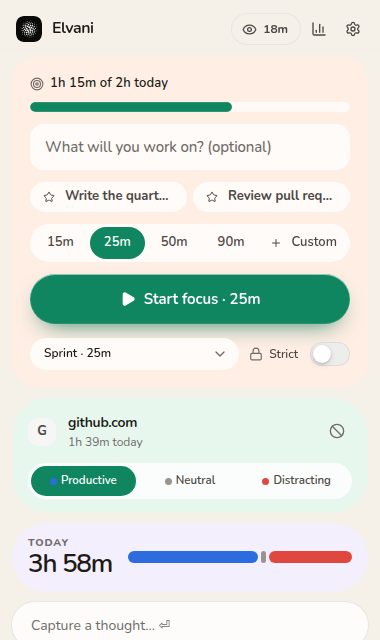 Elvani
18m
1h 15m of 2h today
What will you work on? (optional)
Write the quart...
Review pull req...
15m
25m
50m
90m
+ Custom
Start focus · 25m
Sprint · 25m
Strict
G
github.com
1h 39m today
Productive
Neutral
Distracting
TODAY
3h 58m
Capture a thought... ⏎